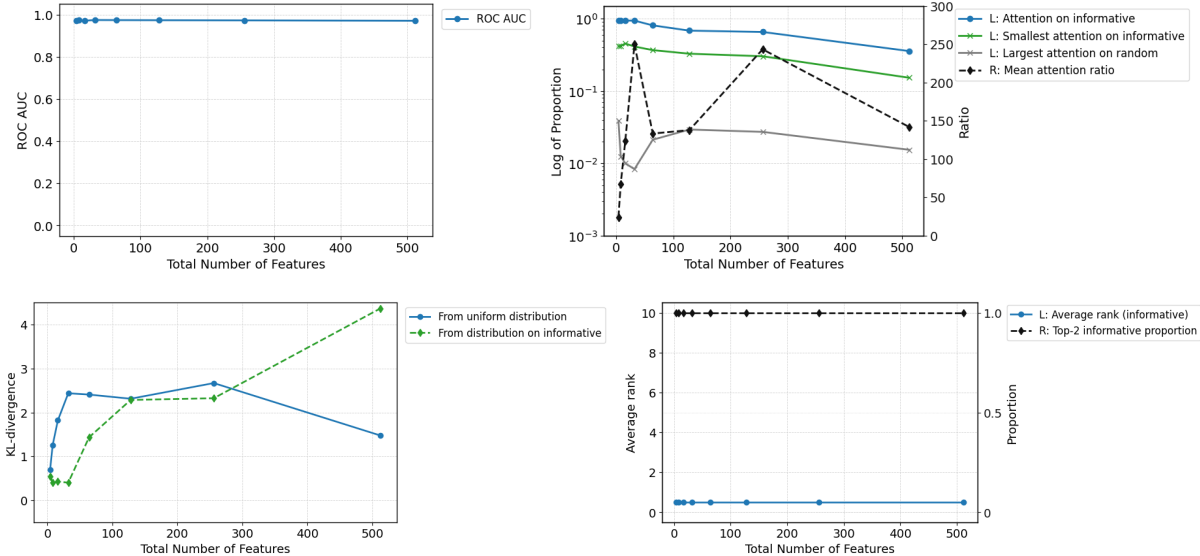 1.0
0.8
0.6
0.4
0.2
0.0
ROC AUC
0 100 200 300 400 500
Total Number of Features
ROC AUC
10⁰
10⁻¹
10⁻²
10⁻³
Log of Proportion
0 100 200 300 400 500
Total Number of Features
300
250
200
150
100
50
0
Ratio
L: Attention on informative
L: Smallest attention on informative
L: Largest attention on random
R: Mean attention ratio
4
3
2
1
0
KL-divergence
0 100 200 300 400 500
Total Number of Features
From uniform distribution
From distribution on informative
10
8
6
4
2
0
Average rank
0 100 200 300 400 500
Total Number of Features
1.0
0.5
0
Proportion
L: Average rank (informative)
R: Top-2 informative proportion